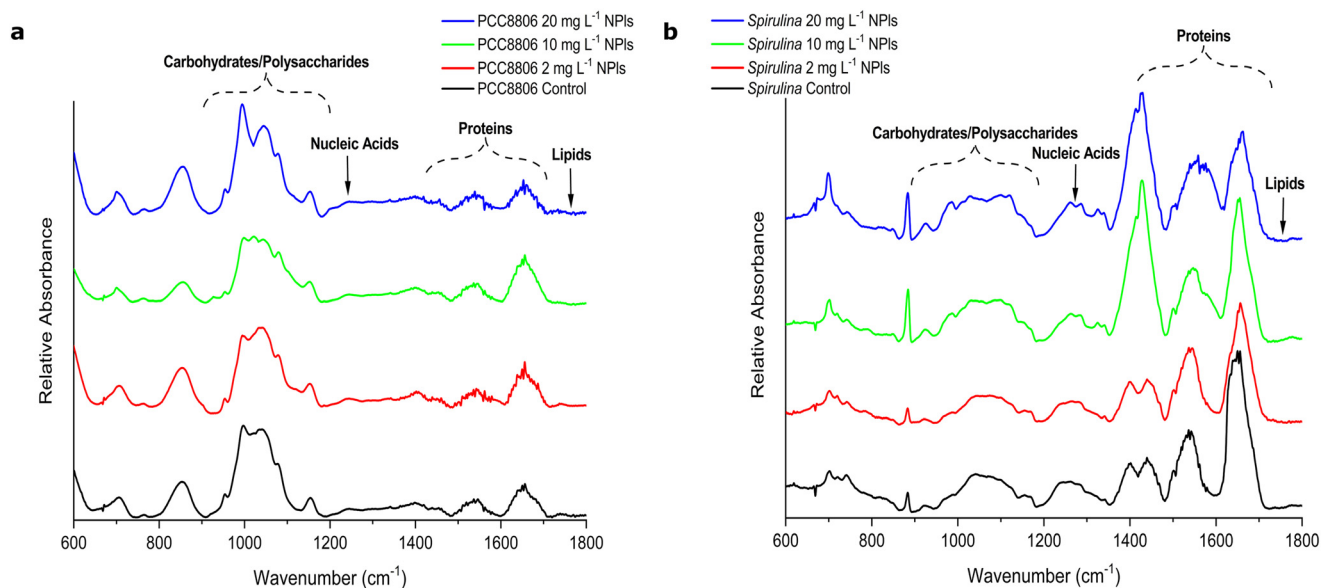 a
PCC8806 20 mg L⁻¹ NPls
PCC8806 10 mg L⁻¹ NPls
PCC8806 2 mg L⁻¹ NPls
PCC8806 Control
Carbohydrates/Polysaccharides
Nucleic Acids
Proteins
Lipids
Relative Absorbance
600 800 1000 1200 1400 1600 1800
Wavenumber (cm⁻¹)
b
Spirulina 20 mg L⁻¹ NPls
Spirulina 10 mg L⁻¹ NPls
Spirulina 2 mg L⁻¹ NPls
Spirulina Control
Proteins
Carbohydrates/Polysaccharides
Nucleic Acids
Lipids
Relative Absorbance
600 800 1000 1200 1400 1600 1800
Wavenumber (cm⁻¹)